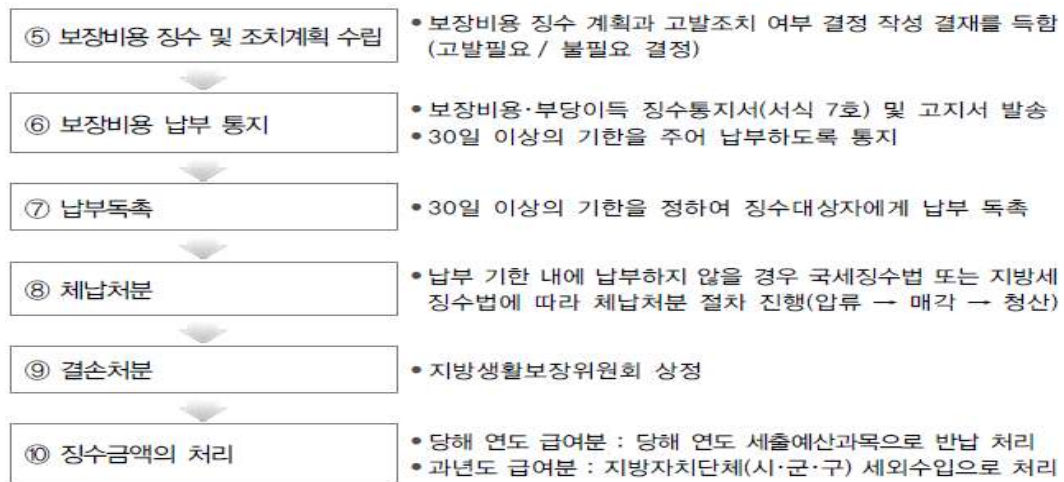 ⑤ 보장비용 징수 및 조치계획 수립
• 보장비용 징수 계획과 고발조치 여부 결정 작성 결재를 득함
(고발필요 / 불필요 결정)
⑥ 보장비용 납부 통지
• 보장비용·부당이득 징수통지서(서식 7호) 및 고지서 발송
• 30일 이상의 기한을 주어 납부하도록 통지
⑦ 납부독촉
• 30일 이상의 기한을 정하여 징수대상자에게 납부 독촉
⑧ 체납처분
• 납부 기한 내에 납부하지 않을 경우 국세징수법 또는 지방세
징수법에 따라 체납처분 절차 진행(압류 → 매각 → 청산)
⑨ 결손처분
• 지방생활보장위원회 상정
⑩ 징수금액의 처리
• 당해 연도 급여분 : 당해 연도 세출예산과목으로 반납 처리
• 과년도 급여분 : 지방자치단체(시·군·구) 세외수입으로 처리